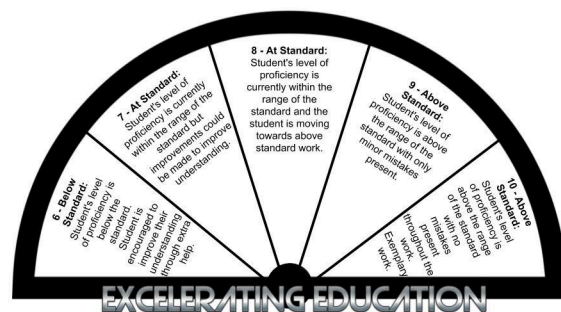 6 - Below
Standard:
Student's level
of proficiency is
below the
standard.
Student is
encouraged to
improve their
understanding
through extra
help.
7 - At Standard:
Student's level of
proficiency is currently
within the range of the
standard but
improvements could
be made to improve
understanding.
8 - At Standard:
Student's level of
proficiency is
currently within the
range of the
standard and the
student is moving
towards above
standard work.
9 - Above
Standard:
Student's level of
proficiency is above
the range of the
standard with only
minor mistakes
present.
10 - Above
Standard:
Student's level
of proficiency is
above the range
of the standard
with no
mistakes
present
throughout the
work.
Exemplary
work.
EXCELERATING EDUCATION